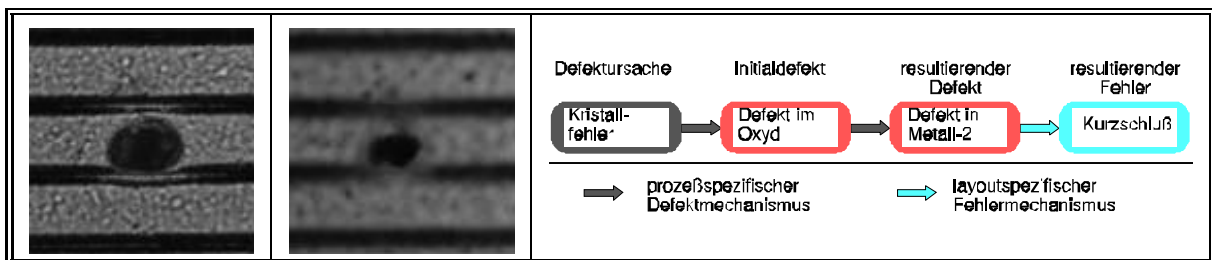 Defektursache
Initialdefekt
resultierender
Defekt
resultierender
Fehler
Kristall-
fehler
Defekt im
Oxyd
Defekt in
Metall-2
Kurzschluß
prozeßspezifischer
Defektmechanismus
layoutspezifischer
Fehlermechanismus